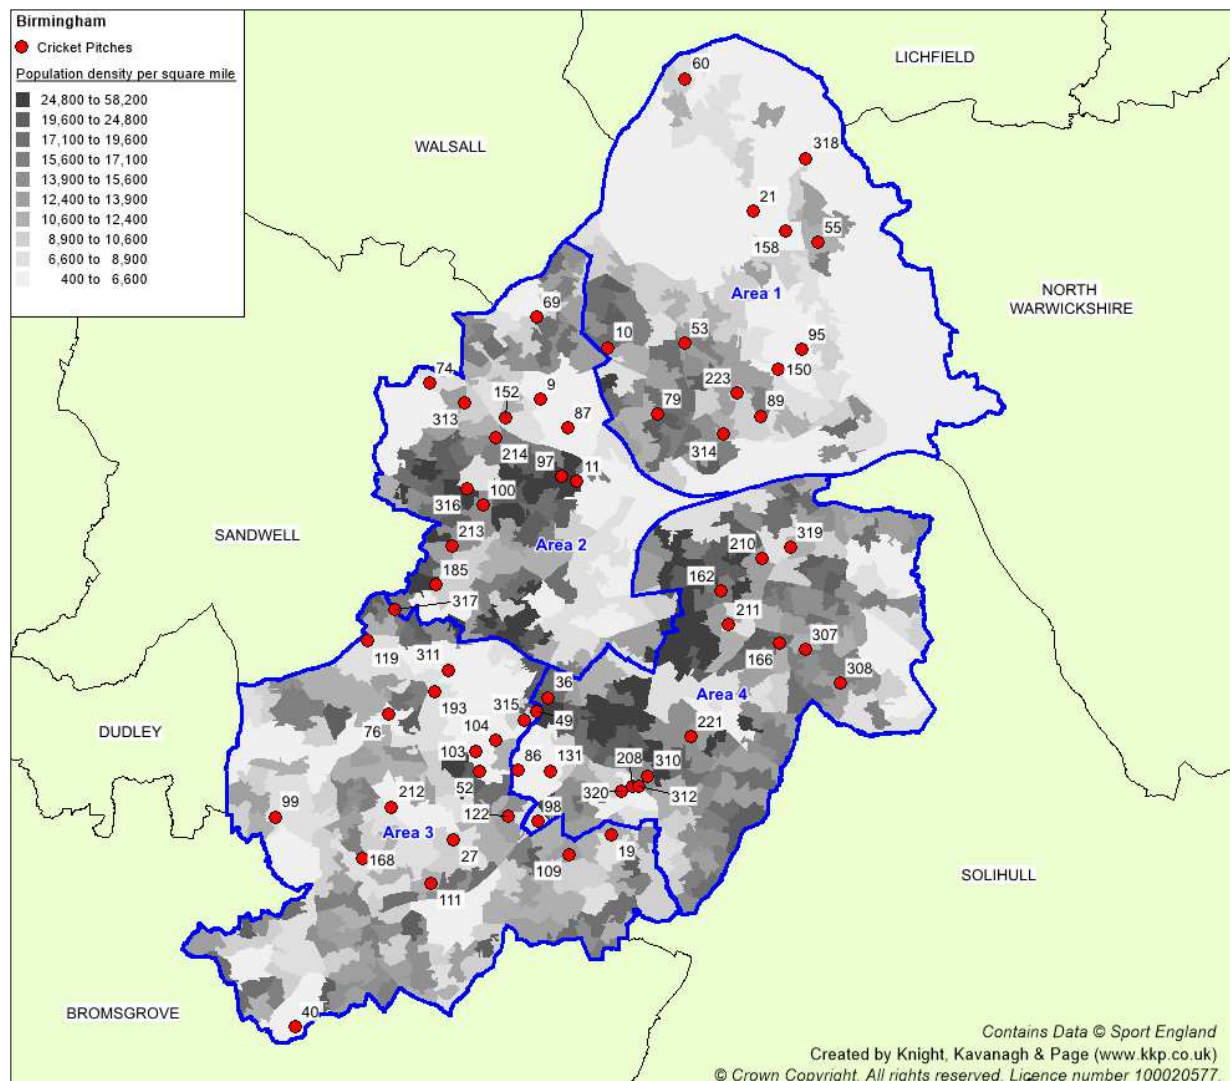 Birmingham
Cricket Pitches
Population density per square mile
24,800 to 58,200
19,600 to 24,800
17,100 to 19,600
15,600 to 17,100
13,900 to 15,600
12,400 to 13,900
10,600 to 12,400
8,900 to 10,600
6,600 to 8,900
400 to 6,600
LICHFIELD
60
WALSALL
318
21
55
158
Area 1
NORTH
WARWICKSHIRE
69
10
53
95
74
150
152
9
223
313
87
79
89
214
314
97
11
316
100
SANDWELL
213
Area 2
210
319
185
162
317
211
119
311
166
307
308
36
Area 4
193
315
49
76
104
221
DUDLEY
103
86
131
208
310
52
320
312
212
99
122
98
Area 3
27
19
168
109
SOLIHULL
111
BROMSGROVE
40
Contains Data © Sport England
Created by Knight, Kavanagh & Page (www.kkp.co.uk)
© Crown Copyright. All rights reserved. Licence number 100020577.